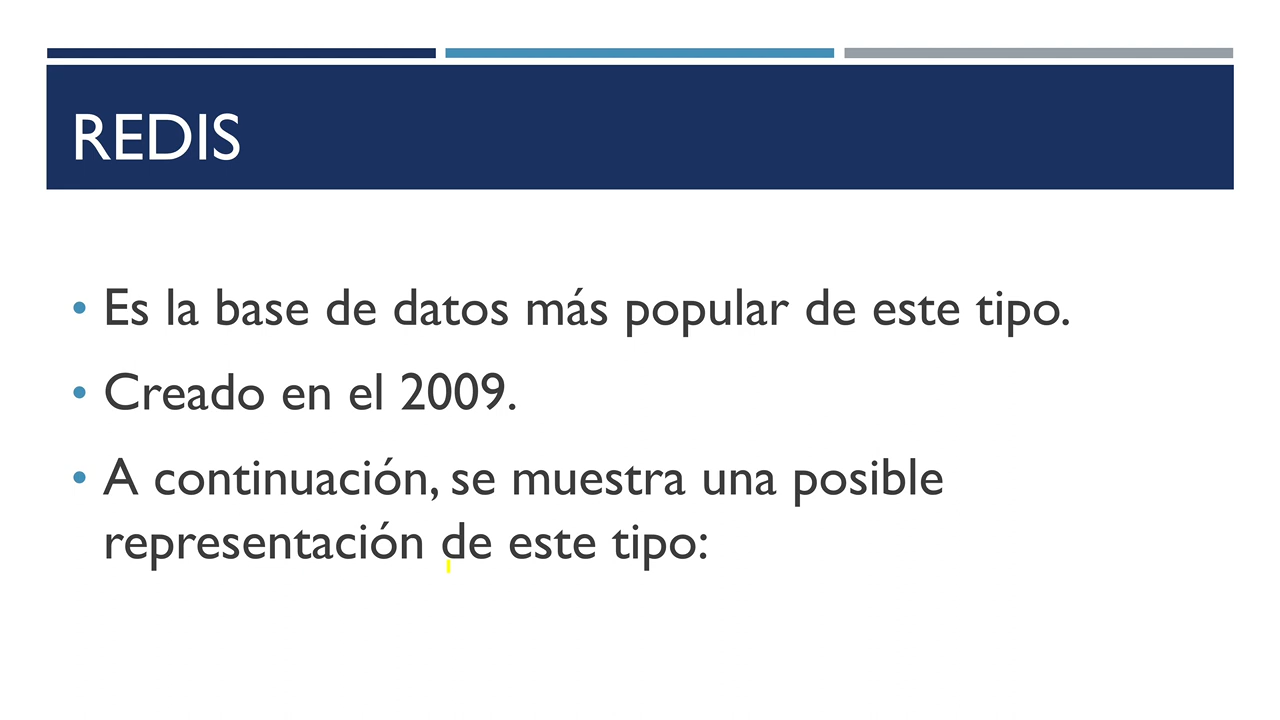 REDIS
• Es la base de datos más popular de este tipo.
• Creado en el 2009.
• A continuación, se muestra una posible
representación de este tipo: